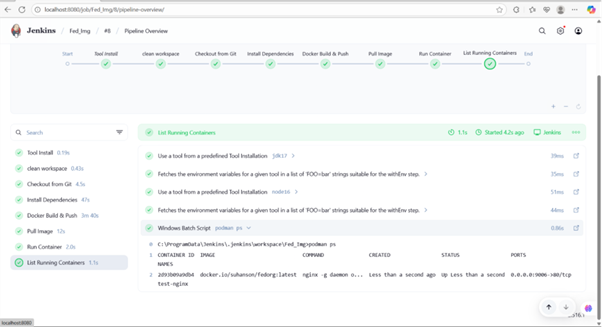 localhost:8080/job/Fed_Img/8/pipeline-overview/
Jenkins / Fed_Img / #8 / Pipeline Overview
Start Tool Install clean workspace Checkout from Git Install Dependencies Docker Build & Push Pull Image Run Container List Running Containers End
Search
List Running Containers 1.1s Started 4.2s ago Jenkins
Tool Install 0.19s
clean workspace 0.43s
Checkout from Git 4.5s
Install Dependencies 47s
Docker Build & Push 3m 40s
Pull Image 12s
Run Container 2.0s
List Running Containers 1.1s
Use a tool from a predefined Tool Installation jdk17 39ms
Fetches the environment variables for a given tool in a list of 'FOO=bar' strings suitable for the withEnv step. 35ms
Use a tool from a predefined Tool Installation node16 51ms
Fetches the environment variables for a given tool in a list of 'FOO=bar' strings suitable for the withEnv step. 44ms
Windows Batch Script podman ps
0 C:\ProgramData\Jenkins\.jenkins\workspace\Fed_Img>podman ps
1 CONTAINER ID IMAGE COMMAND CREATED STATUS PORTS
NAMES
2 docker.io/suhanson/fedorg:latest nginx -g daemon o... Less than a second ago Up Less than a second 0.0.0.0:9006->80/tcp
test-nginx
localhost:8080